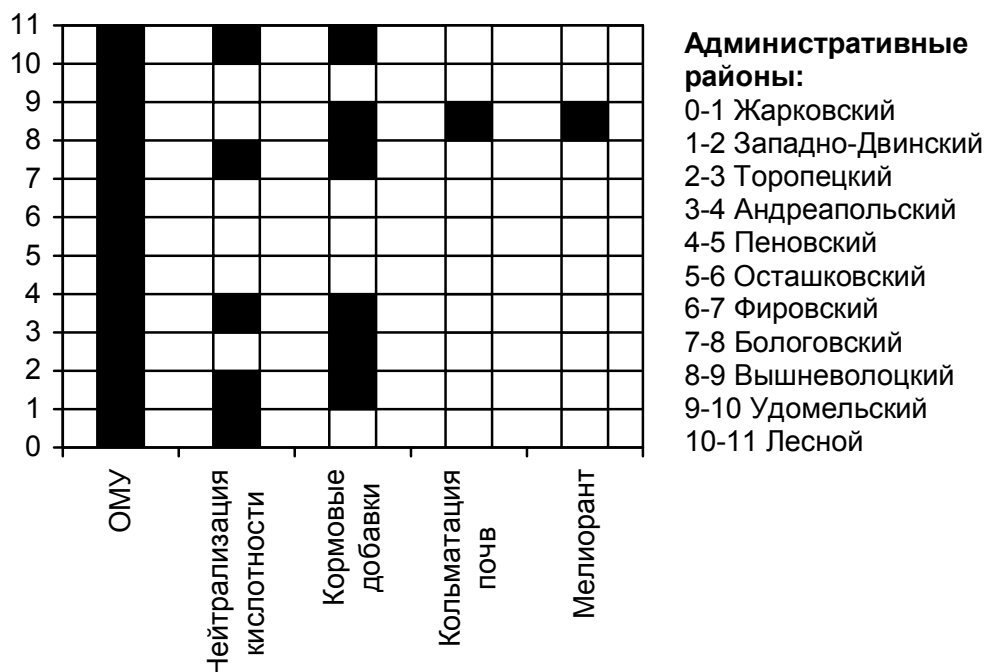 11
10
9
8
7
6
5
4
3
2
1
0
ОМУ
Нейтрализация
кислотности
Кормовые
добавки
Кольматация
почв
Мелиорант
Административные
районы:
0-1 Жарковский
1-2 Западно-Двинский
2-3 Торопецкий
3-4 Андреапольский
4-5 Пеновский
5-6 Осташковский
6-7 Фировский
7-8 Бологовский
8-9 Вышневолоцкий
9-10 Удомельский
10-11 Лесной